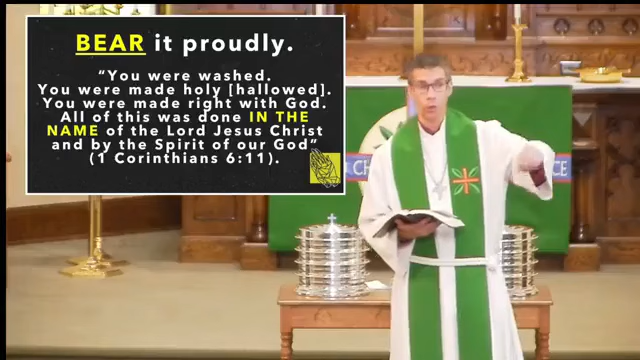 BEAR it proudly.
“You were washed.
You were made holy [hallowed].
You were made right with God.
All of this was done IN THE
NAME of the Lord Jesus Christ
and by the Spirit of our God”
(1 Corinthians 6:11).